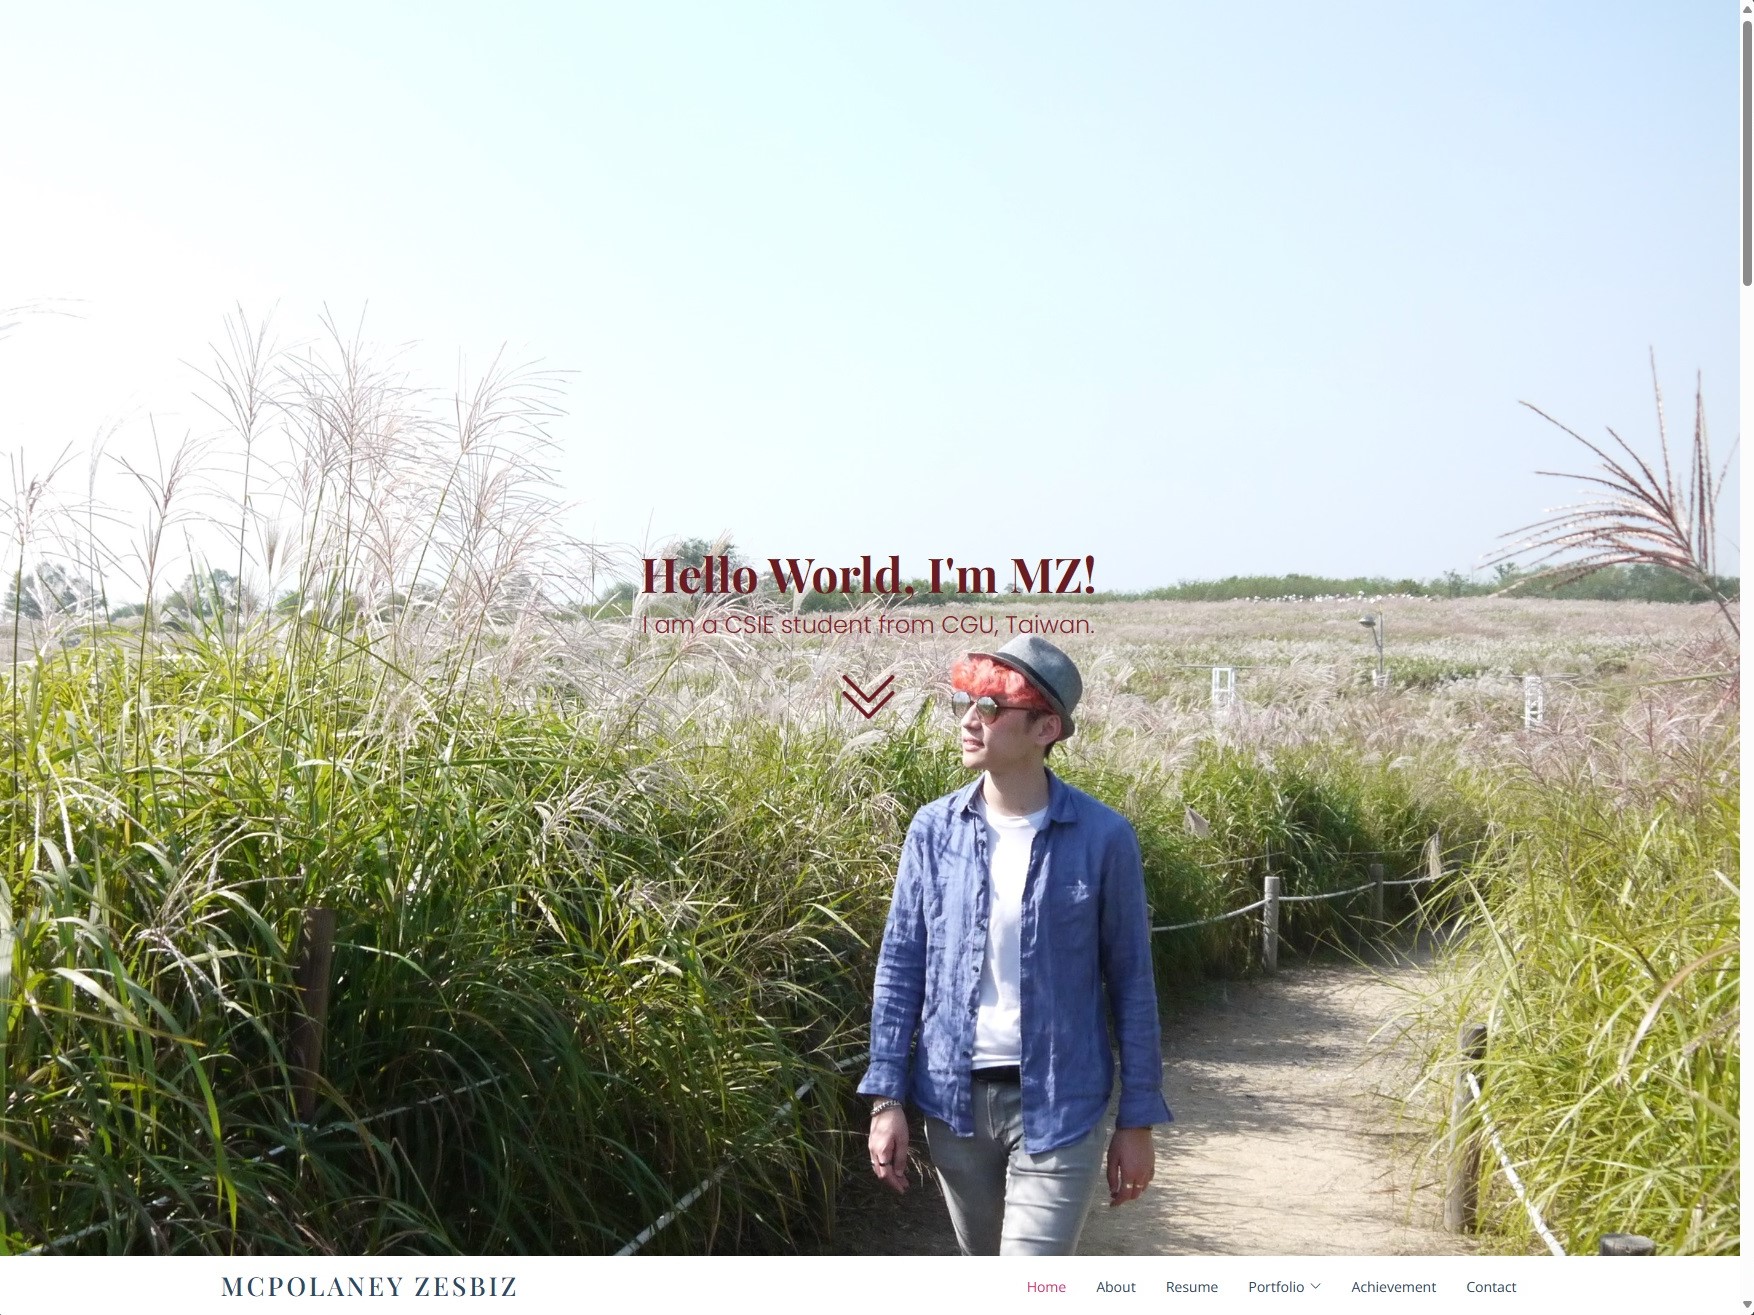 Hello World, I'm MZ!
I am a CSIE student from CGU, Taiwan.
MCPOLANEY ZESBIZ
Home About Resume Portfolio Achievement Contact